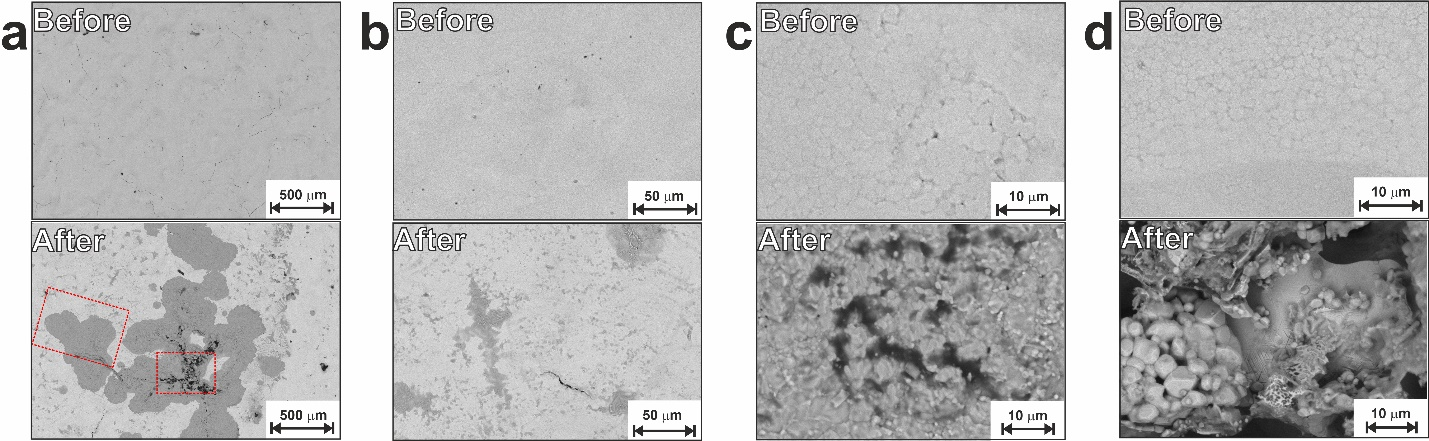 a
Before
500 μm
b
Before
50 μm
c
Before
10 μm
d
Before
10 μm
After
500 μm
After
50 μm
After
10 μm
After
10 μm